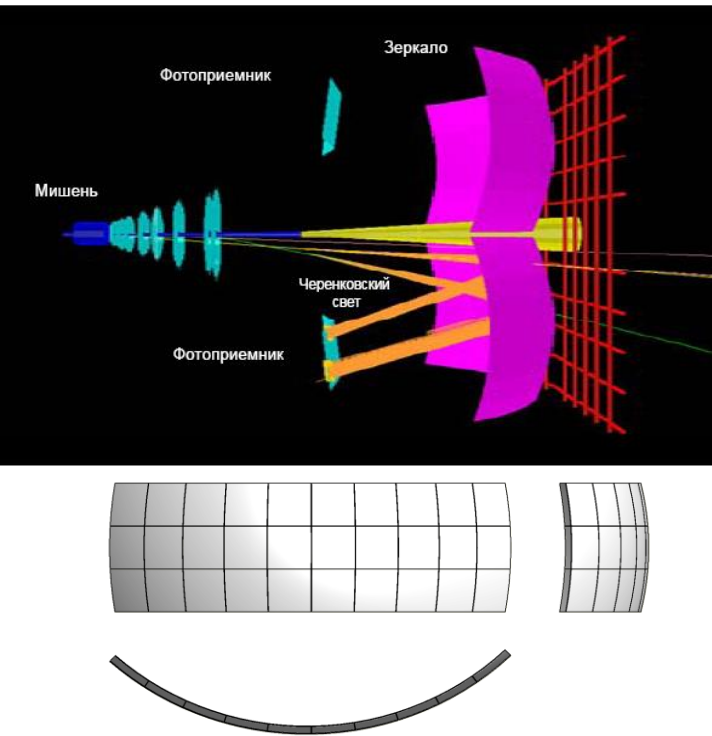 Зеркало
Фотоприемник
Мишень
Черенковский
свет
Фотоприемник